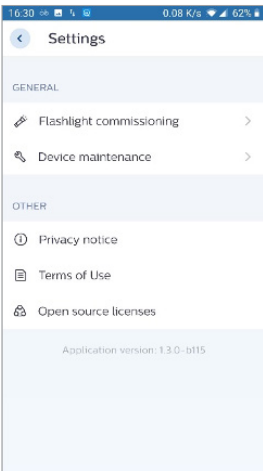 16:30 0.08 K/s 62%
Settings
GENERAL
Flashlight commissioning
Device maintenance
OTHER
Privacy notice
Terms of Use
Open source licenses
Application version: 1.3.0-b115